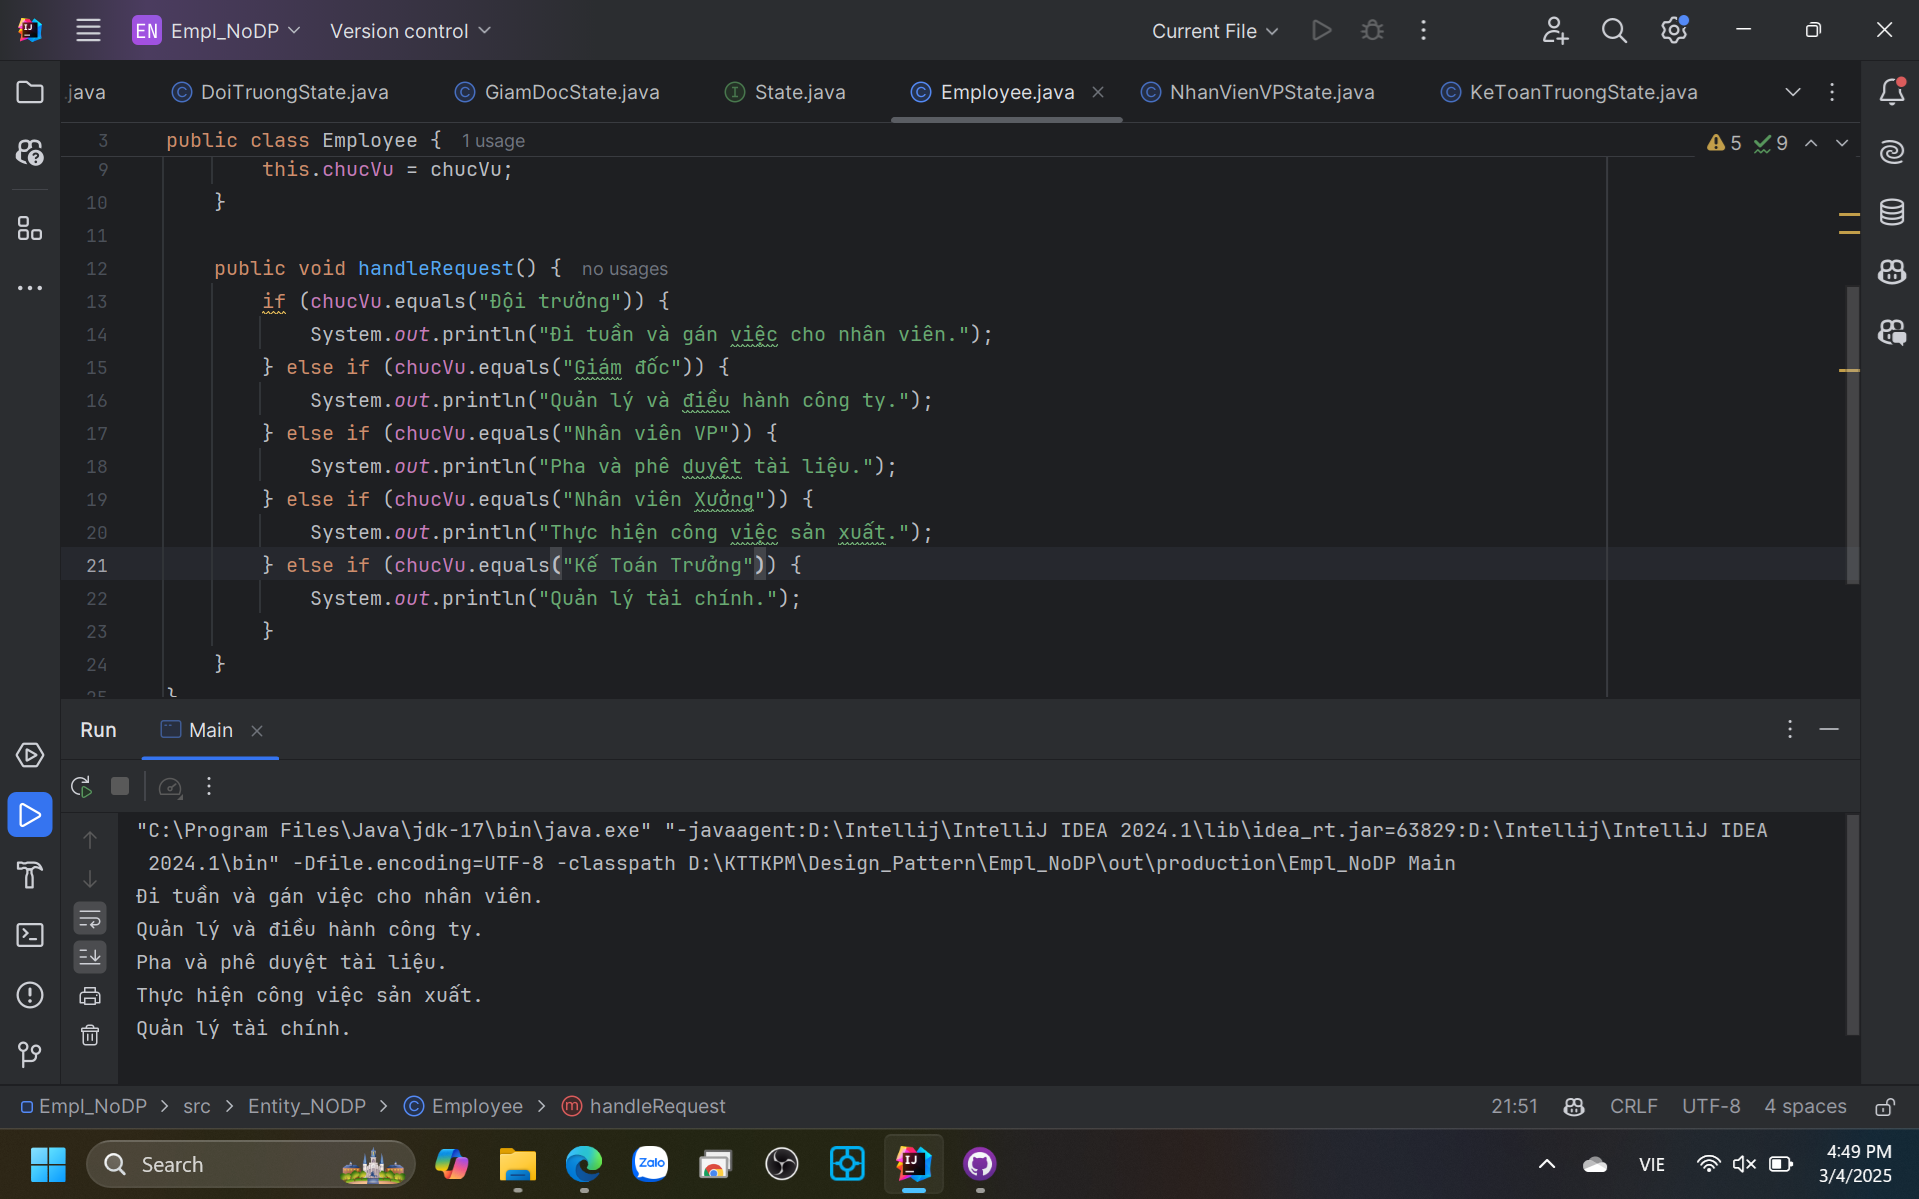 EN Empl_NoDP Version control Current File
.java DoiTruongState.java GiamDocState.java State.java Employee.java NhanVienVPState.java KeToanTruongState.java
3 public class Employee { 1 usage 5 9
9 this.chucVu = chucVu;
10 }
11
12 public void handleRequest() { no usages
13 if (chucVu.equals("Đội trưởng")) {
14 System.out.println("Đi tuần và gán việc cho nhân viên.");
15 } else if (chucVu.equals("Giám đốc")) {
16 System.out.println("Quản lý và điều hành công ty.");
17 } else if (chucVu.equals("Nhân viên VP")) {
18 System.out.println("Pha và phê duyệt tài liệu.");
19 } else if (chucVu.equals("Nhân viên Xưởng")) {
20 System.out.println("Thực hiện công việc sản xuất.");
21 } else if (chucVu.equals("Kế Toán Trưởng")) {
22 System.out.println("Quản lý tài chính.");
23 }
24 }
25 }
Run Main
"C:\Program Files\Java\jdk-17\bin\java.exe" "-javaagent:D:\Intellij\IntelliJ IDEA 2024.1\lib\idea_rt.jar=63829:D:\Intellij\IntelliJ IDEA
2024.1\bin" -Dfile.encoding=UTF-8 -classpath D:\KTTKPM\Design_Pattern\Empl_NoDP\out\production\Empl_NoDP Main
Đi tuần và gán việc cho nhân viên.
Quản lý và điều hành công ty.
Pha và phê duyệt tài liệu.
Thực hiện công việc sản xuất.
Quản lý tài chính.
Empl_NoDP > src > Entity_NODP > Employee > handleRequest 21:51 CRLF UTF-8 4 spaces
Search Zalo VIE 4:49 PM
3/4/2025